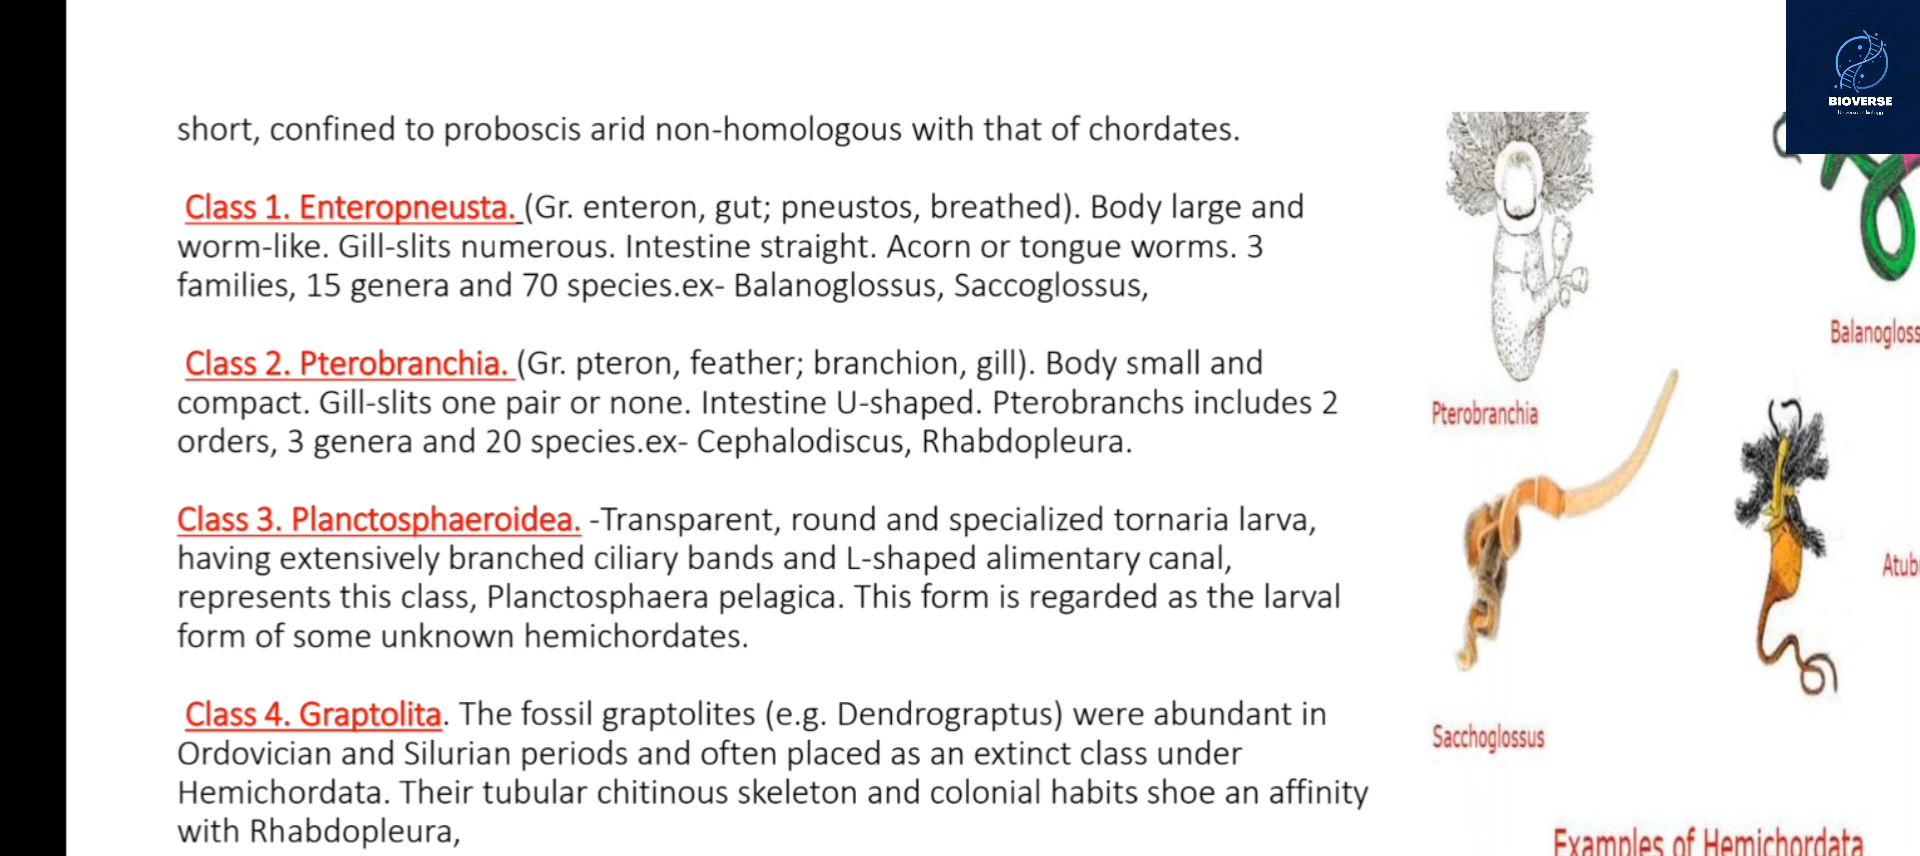 BIOVERSE
short, confined to proboscis arid non-homologous with that of chordates.
Class 1. Enteropneusta. (Gr. enteron, gut; pneustos, breathed). Body large and
worm-like. Gill-slits numerous. Intestine straight. Acorn or tongue worms. 3
families, 15 genera and 70 species.ex- Balanoglossus, Saccoglossus,
Class 2. Pterobranchia. (Gr. pteron, feather; branchion, gill). Body small and
compact. Gill-slits one pair or none. Intestine U-shaped. Pterobranchs includes 2
orders, 3 genera and 20 species.ex- Cephalodiscus, Rhabdopleura.
Class 3. Planctosphaeroidea. -Transparent, round and specialized tornaria larva,
having extensively branched ciliary bands and L-shaped alimentary canal,
represents this class, Planctosphaera pelagica. This form is regarded as the larval
form of some unknown hemichordates.
Class 4. Graptolita. The fossil graptolites (e.g. Dendrograptus) were abundant in
Ordovician and Silurian periods and often placed as an extinct class under
Hemichordata. Their tubular chitinous skeleton and colonial habits shoe an affinity
with Rhabdopleura,
Balanogloss
Pterobranchia
Atub
Sacchoglossus
Examples of Hemichordata